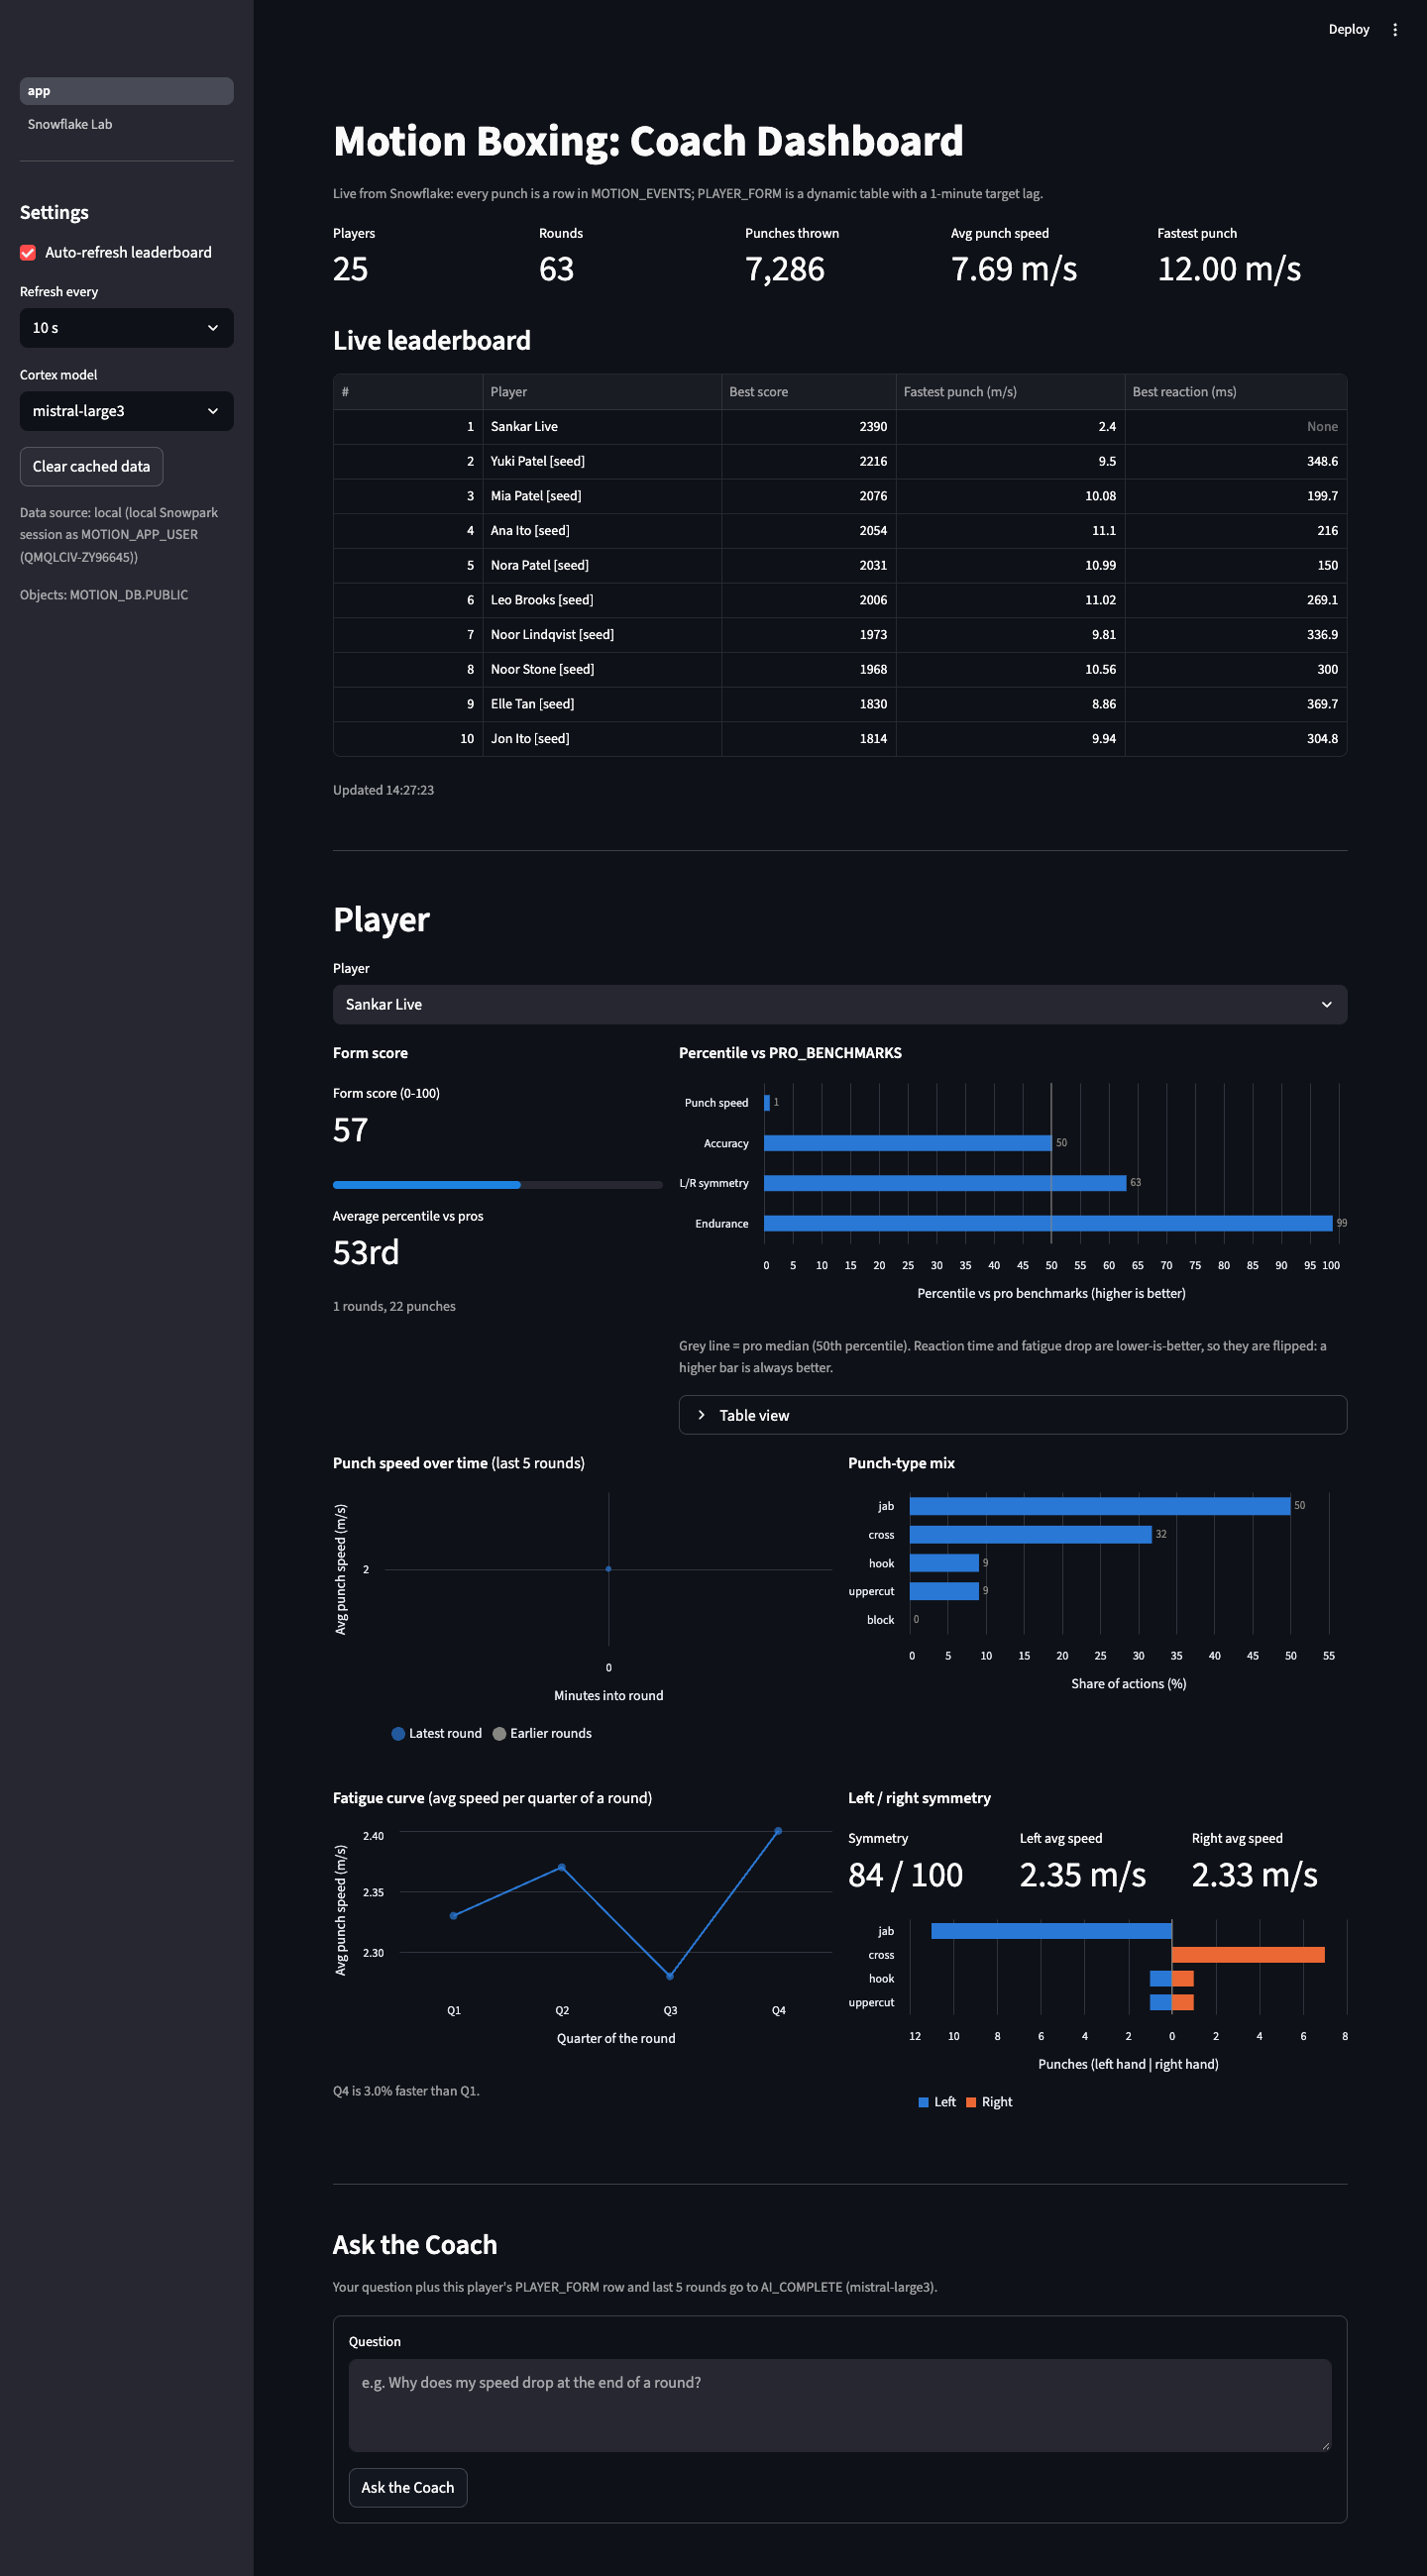 Deploy
app
Snowflake Lab
Settings
Auto-refresh leaderboard
Refresh every
10 s
Cortex model
mistral-large3
Clear cached data
Data source: local (local Snowpark
session as MOTION_APP_USER
(QMQLCIV-ZY96645))
Objects: MOTION_DB.PUBLIC
Motion Boxing: Coach Dashboard
Live from Snowflake: every punch is a row in MOTION_EVENTS; PLAYER_FORM is a dynamic table with a 1-minute target lag.
Players Rounds Punches thrown Avg punch speed Fastest punch
25 63 7,286 7.69 m/s 12.00 m/s
Live leaderboard
# Player Best score Fastest punch (m/s) Best reaction (ms)
1 Sankar Live 2390 2.4 None
2 Yuki Patel [seed] 2216 9.5 348.6
3 Mia Patel [seed] 2076 10.08 199.7
4 Ana Ito [seed] 2054 11.1 216
5 Nora Patel [seed] 2031 10.99 150
6 Leo Brooks [seed] 2006 11.02 269.1
7 Noor Lindqvist [seed] 1973 9.81 336.9
8 Noor Stone [seed] 1968 10.56 300
9 Elle Tan [seed] 1830 8.86 369.7
10 Jon Ito [seed] 1814 9.94 304.8
Updated 14:27:23
Player
Player
Sankar Live
Form score
Form score (0-100)
57
Average percentile vs pros
53rd
1 rounds, 22 punches
Percentile vs PRO_BENCHMARKS
Punch speed 1
Accuracy 50
L/R symmetry 63
Endurance 99
0 5 10 15 20 25 30 35 40 45 50 55 60 65 70 75 80 85 90 95 100
Percentile vs pro benchmarks (higher is better)
Grey line = pro median (50th percentile). Reaction time and fatigue drop are lower-is-better, so they are flipped: a
higher bar is always better.
Table view
Punch speed over time (last 5 rounds)
Avg punch speed (m/s)
2
0
Minutes into round
Latest round Earlier rounds
Punch-type mix
jab 50
cross 32
hook 9
uppercut 9
block 0
0 5 10 15 20 25 30 35 40 45 50 55
Share of actions (%)
Fatigue curve (avg speed per quarter of a round)
Avg punch speed (m/s)
2.40
2.35
2.30
Q1 Q2 Q3 Q4
Quarter of the round
Q4 is 3.0% faster than Q1.
Left / right symmetry
Symmetry Left avg speed Right avg speed
84 / 100 2.35 m/s 2.33 m/s
jab
cross
hook
uppercut
12 10 8 6 4 2 0 2 4 6 8
Punches (left hand | right hand)
Left Right
Ask the Coach
Your question plus this player's PLAYER_FORM row and last 5 rounds go to AI_COMPLETE (mistral-large3).
Question
e.g. Why does my speed drop at the end of a round?
Ask the Coach